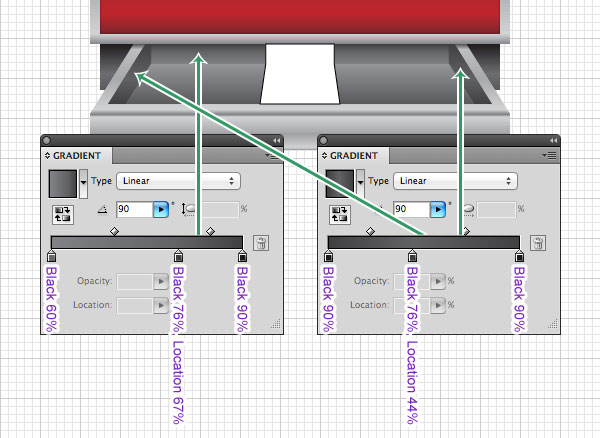 GRADIENT
Type Linear
90 °
%
Opacity: %
Location: %
Black 60%
Black 76%, Location 67%
Black 90%
GRADIENT
Type Linear
90 °
%
Opacity: %
Location: %
Black 90%
Black 76%, Location 44%
Black 90%